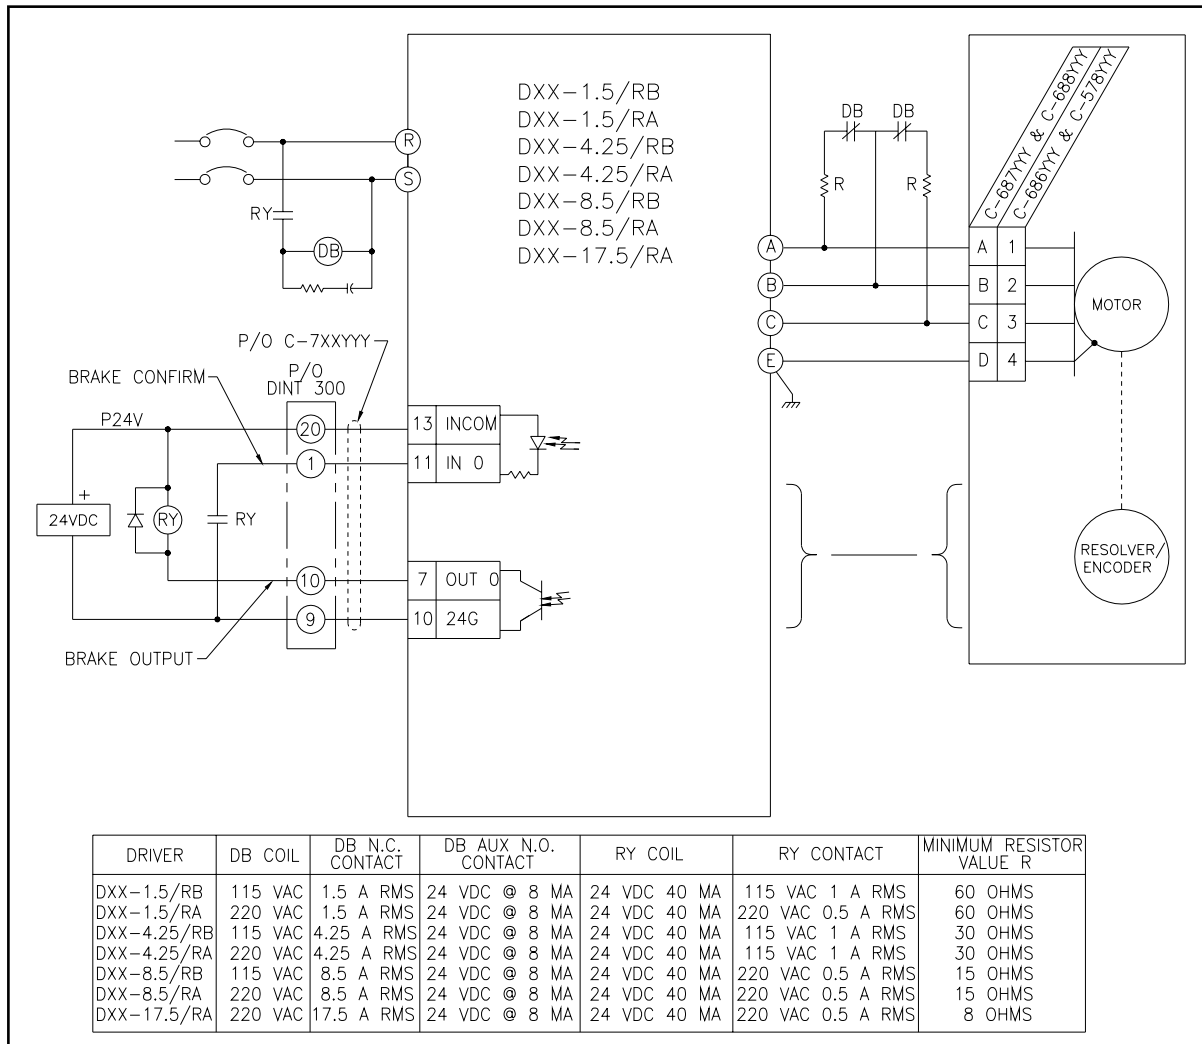 DXX-1.5/RB
DXX-1.5/RA
DXX-4.25/RB
DXX-4.25/RA
DXX-8.5/RB
DXX-8.5/RA
DXX-17.5/RA
R
S
RY
DB
DB DB
R R
C-687YYY & C-688YYY
C-686YYY & C-578YYY
A A 1
B B 2
C C 3
E D 4
MOTOR
RESOLVER/
ENCODER
P/O C-7XXYYY
P/O
DINT 300
BRAKE CONFIRM
P24V
20 13 INCOM
1 11 IN 0
+
24VDC
RY
RY
10 7 OUT 0
9 10 24G
BRAKE OUTPUT
DRIVER DB COIL DB N.C. CONTACT DB AUX N.O. CONTACT RY COIL RY CONTACT MINIMUM RESISTOR VALUE R
DXX-1.5/RB 115 VAC 1.5 A RMS 24 VDC @ 8 MA 24 VDC 40 MA 115 VAC 1 A RMS 60 OHMS
DXX-1.5/RA 220 VAC 1.5 A RMS 24 VDC @ 8 MA 24 VDC 40 MA 220 VAC 0.5 A RMS 60 OHMS
DXX-4.25/RB 115 VAC 4.25 A RMS 24 VDC @ 8 MA 24 VDC 40 MA 115 VAC 1 A RMS 30 OHMS
DXX-4.25/RA 220 VAC 4.25 A RMS 24 VDC @ 8 MA 24 VDC 40 MA 115 VAC 1 A RMS 30 OHMS
DXX-8.5/RB 115 VAC 8.5 A RMS 24 VDC @ 8 MA 24 VDC 40 MA 220 VAC 0.5 A RMS 15 OHMS
DXX-8.5/RA 220 VAC 8.5 A RMS 24 VDC @ 8 MA 24 VDC 40 MA 220 VAC 0.5 A RMS 15 OHMS
DXX-17.5/RA 220 VAC 17.5 A RMS 24 VDC @ 8 MA 24 VDC 40 MA 220 VAC 0.5 A RMS 8 OHMS